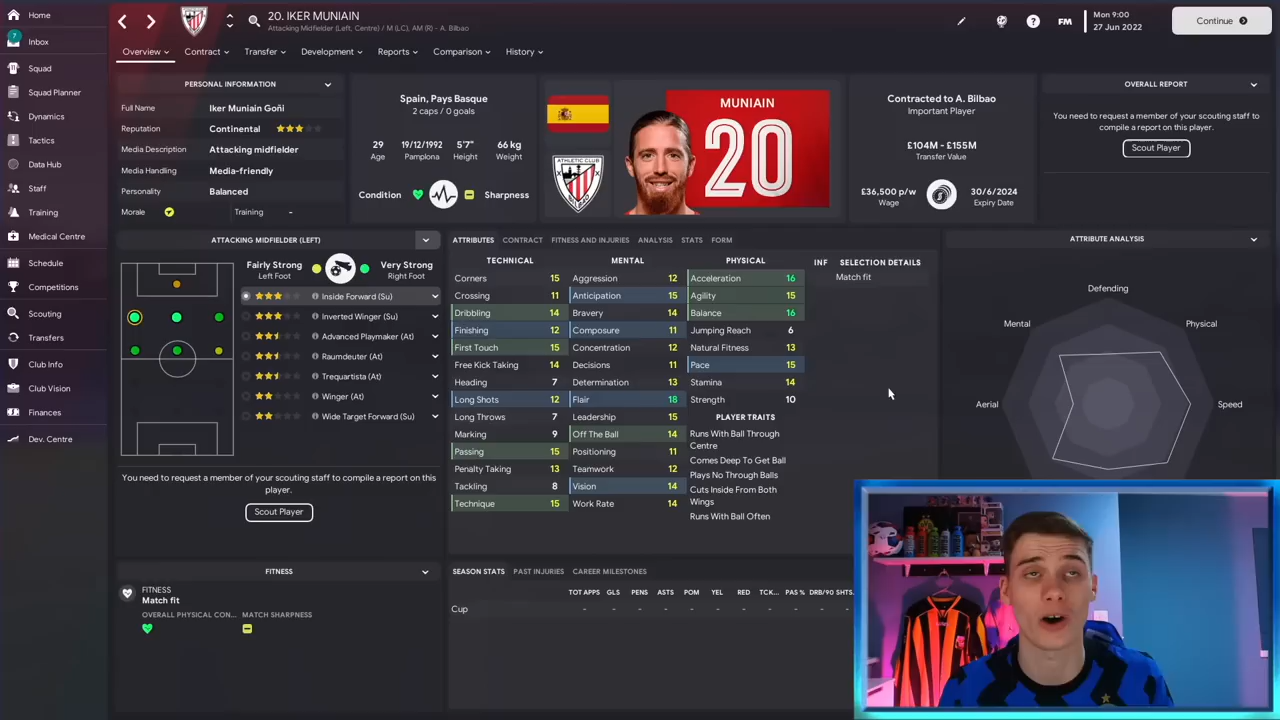 Home
Inbox
7
Squad
Squad Planner
Dynamics
Tactics
Data Hub
Staff
Training
Medical Centre
Schedule
Competitions
Scouting
Transfers
Club Info
Club Vision
Finances
Dev. Centre
20. IKER MUNIAIN
Attacking Midfielder (Left, Centre) / M (LC), AM (R) - A. Bilbao
FM
Mon 9:00
27 Jun 2022
Continue
Overview
Contract
Transfer
Development
Reports
Comparison
History
PERSONAL INFORMATION
Full Name Iker Muniain Goñi
Reputation Continental
Media Description Attacking midfielder
Media Handling Media-friendly
Personality Balanced
Morale
Training -
Spain, Pays Basque
2 caps / 0 goals
29 19/12/1992 5'7" 66 kg
Age Pamplona Height Weight
Condition
Sharpness
ATHLETIC CLUB
MUNIAIN
20
Contracted to A. Bilbao
Important Player
£104M - £155M
Transfer Value
£36,500 p/w
Wage
30/6/2024
Expiry Date
OVERALL REPORT
You need to request a member of your scouting staff to
compile a report on this player.
Scout Player
ATTACKING MIDFIELDER (LEFT)
Fairly Strong
Left Foot
Very Strong
Right Foot
Inside Forward (Su)
Inverted Winger (Su)
Advanced Playmaker (At)
Raumdeuter (At)
Trequartista (At)
Winger (At)
Wide Target Forward (Su)
You need to request a member of your scouting staff to compile a report on this
player.
Scout Player
ATTRIBUTES CONTRACT FITNESS AND INJURIES ANALYSIS STATS FORM
TECHNICAL
Corners 15
Crossing 11
Dribbling 14
Finishing 12
First Touch 15
Free Kick Taking 14
Heading 7
Long Shots 12
Long Throws 7
Marking 9
Passing 15
Penalty Taking 13
Tackling 8
Technique 15
MENTAL
Aggression 12
Anticipation 15
Bravery 14
Composure 11
Concentration 12
Decisions 11
Determination 13
Flair 18
Leadership 15
Off The Ball 14
Positioning 11
Teamwork 12
Vision 14
Work Rate 14
PHYSICAL
Acceleration 16
Agility 15
Balance 16
Jumping Reach 6
Natural Fitness 13
Pace 15
Stamina 14
Strength 10
PLAYER TRAITS
Runs With Ball Through
Centre
Comes Deep To Get Ball
Plays No Through Balls
Cuts Inside From Both
Wings
Runs With Ball Often
INF SELECTION DETAILS
Match fit
ATTRIBUTE ANALYSIS
Defending
Mental
Physical
Aerial
Speed
FITNESS
FITNESS
Match fit
OVERALL PHYSICAL CON... MATCH SHARPNESS
SEASON STATS PAST INJURIES CAREER MILESTONES
TOT APPS GLS PENS ASTS POM YEL RED TCK... PAS % DRB/90 SHTS.
Cup - - - - - - - - - -